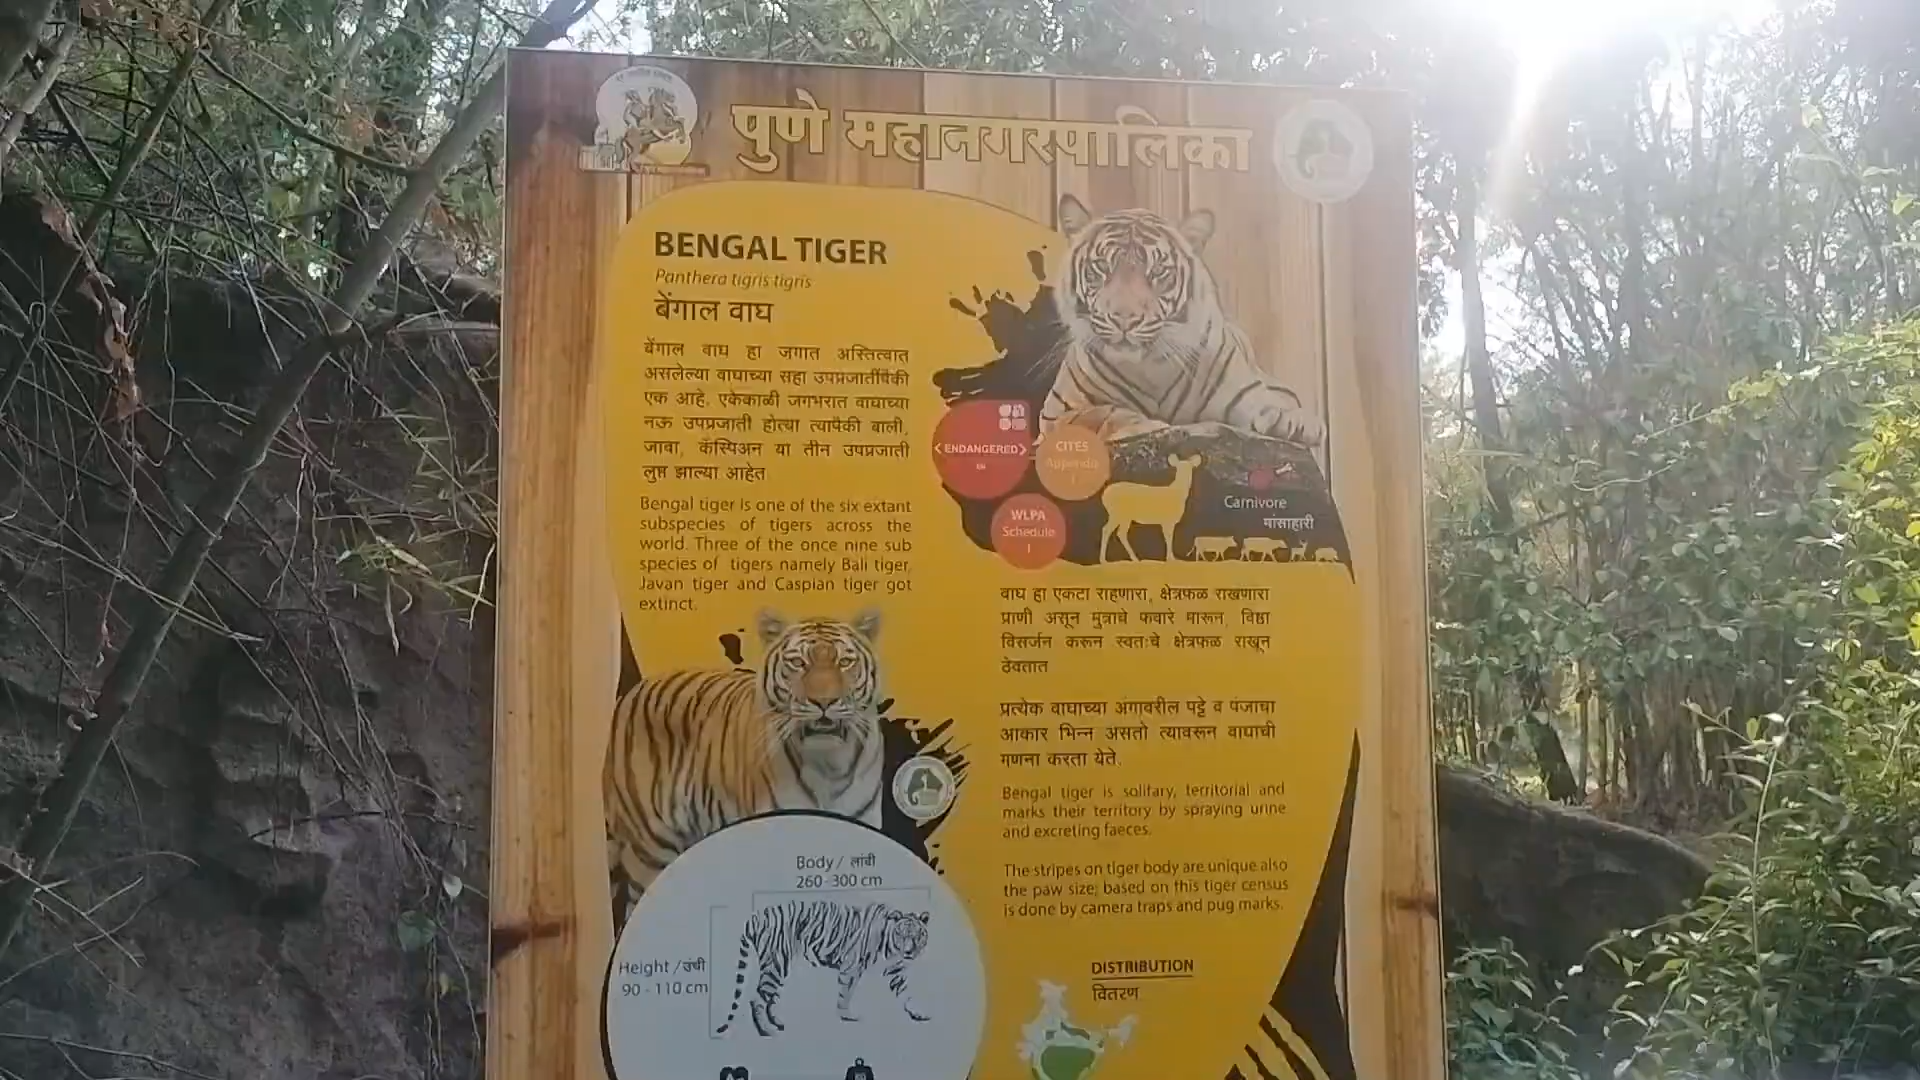 पुणे महानगरपालिका
BENGAL TIGER
Panthera tigris tigris
बेंगाल वाघ
बेंगाल वाघ हा जगात अस्तित्वात
असलेल्या वाघाच्या सहा उपप्रजातींपैकी
एक आहे. एकेकाळी जगभरात वाघाच्या
नऊ उपप्रजाती होत्या त्यापैकी बाली,
जावा, कॅस्पिअन या तीन उपप्रजाती
लुप्त झाल्या आहेत
Bengal tiger is one of the six extant
subspecies of tigers across the
world. Three of the once nine sub
species of tigers namely Bali tiger,
Javan tiger and Caspian tiger got
extinct.
ENDANGERED
EN
CITES
Appendix
I
WLPA
Schedule
I
Carnivore
मांसाहारी
वाघ हा एकटा राहणारा, क्षेत्रफळ राखणारा
प्राणी असून मुत्राचे फवारे मारून, विष्ठा
विसर्जन करून स्वतःचे क्षेत्रफळ राखून
ठेवतात
प्रत्येक वाघाच्या अंगावरील पट्टे व पंजाचा
आकार भिन्न असतो त्यावरून वाघाची
गणना करता येते.
Bengal tiger is solitary, territorial and
marks their territory by spraying urine
and excreting faeces.
The stripes on tiger body are unique also
the paw size; based on this tiger census
is done by camera traps and pug marks.
Body / लांबी
260-300 cm
Height / उंची
90 - 110 cm
DISTRIBUTION
वितरण